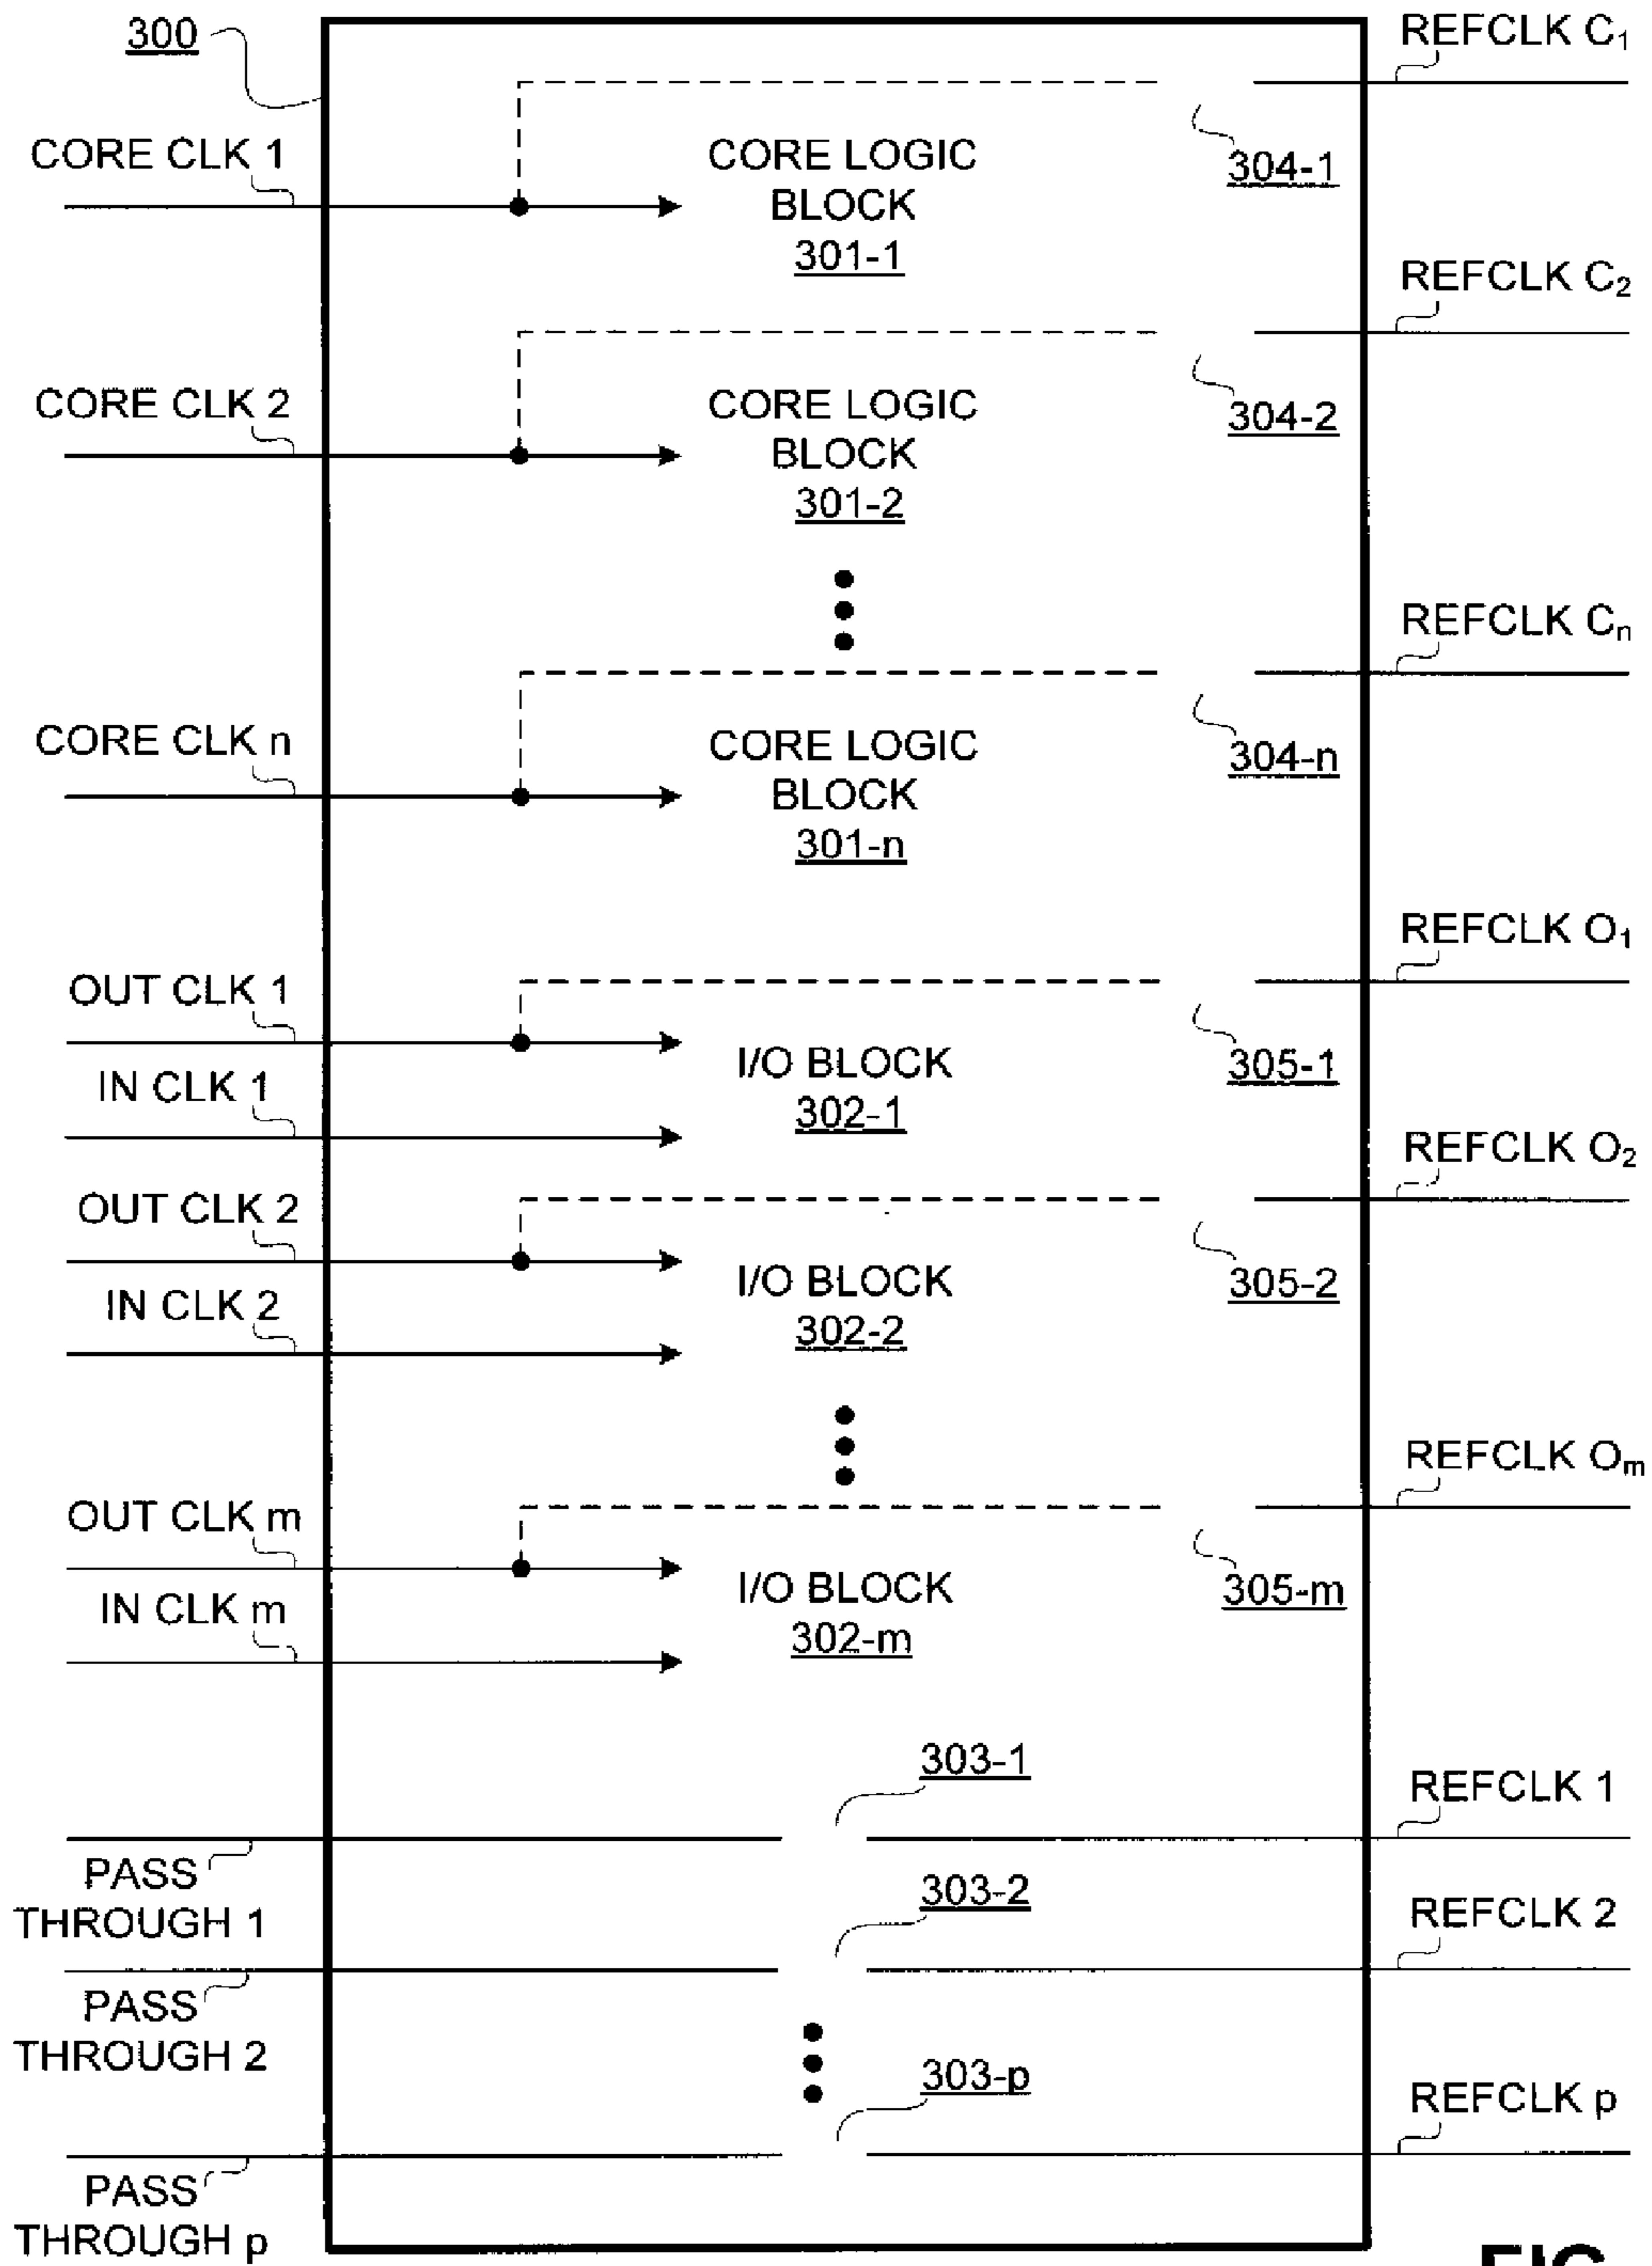 300
REFCLK C₁
CORE CLK 1
CORE LOGIC
BLOCK
301-1
304-1
REFCLK C₂
CORE CLK 2
CORE LOGIC
BLOCK
301-2
304-2
REFCLK Cₙ
CORE CLK n
CORE LOGIC
BLOCK
301-n
304-n
REFCLK O₁
OUT CLK 1
I/O BLOCK
302-1
305-1
IN CLK 1
REFCLK O₂
OUT CLK 2
I/O BLOCK
302-2
305-2
IN CLK 2
REFCLK Oₘ
OUT CLK m
I/O BLOCK
302-m
305-m
IN CLK m
303-1
REFCLK 1
PASS
THROUGH 1
303-2
REFCLK 2
PASS
THROUGH 2
303-p
REFCLK p
PASS
THROUGH p
FIG